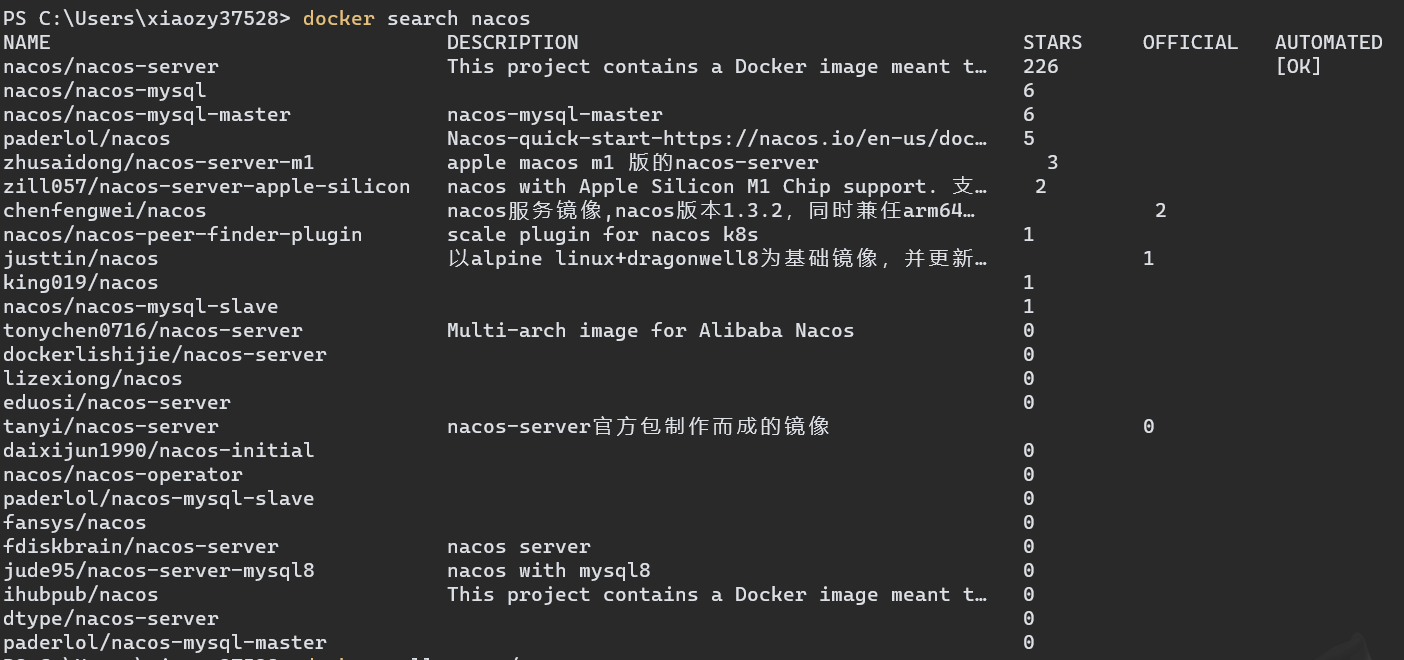 PS C:\Users\xiaozy37528> docker search nacos
NAME DESCRIPTION STARS OFFICIAL AUTOMATED
nacos/nacos-server This project contains a Docker image meant t… 226 [OK]
nacos/nacos-mysql 6
nacos/nacos-mysql-master nacos-mysql-master 6
paderlol/nacos Nacos-quick-start-https://nacos.io/en-us/doc… 5
zhusaidong/nacos-server-m1 apple macos m1 版的nacos-server 3
zill057/nacos-server-apple-silicon nacos with Apple Silicon M1 Chip support. 支… 2
chenfengwei/nacos nacos服务镜像,nacos版本1.3.2，同时兼任arm64… 2
nacos/nacos-peer-finder-plugin scale plugin for nacos k8s 1
justtin/nacos 以alpine linux+dragonwell8为基础镜像，并更新… 1
king019/nacos 1
nacos/nacos-mysql-slave 1
tonychen0716/nacos-server Multi-arch image for Alibaba Nacos 0
dockerlishijie/nacos-server 0
lizexiong/nacos 0
eduosi/nacos-server 0
tanyi/nacos-server nacos-server官方包制作而成的镜像 0
daixijun1990/nacos-initial 0
nacos/nacos-operator 0
paderlol/nacos-mysql-slave 0
fansys/nacos 0
fdiskbrain/nacos-server nacos server 0
jude95/nacos-server-mysql8 nacos with mysql8 0
ihubpub/nacos This project contains a Docker image meant t… 0
dtype/nacos-server 0
paderlol/nacos-mysql-master 0